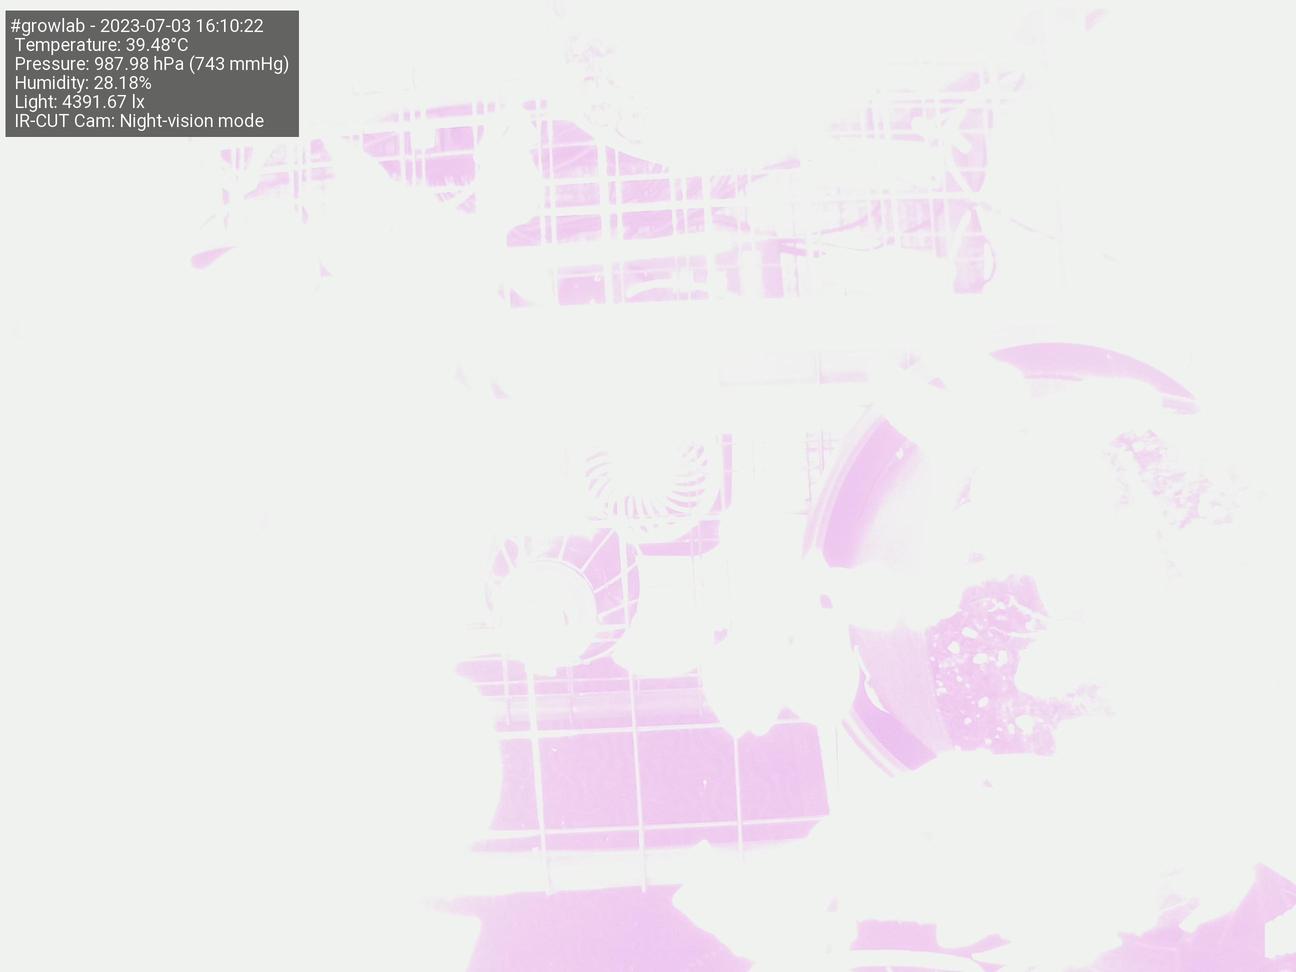 #growlab - 2023-07-03 16:10:22
Temperature: 39.48°C
Pressure: 987.98 hPa (743 mmHg)
Humidity: 28.18%
Light: 4391.67 lx
IR-CUT Cam: Night-vision mode